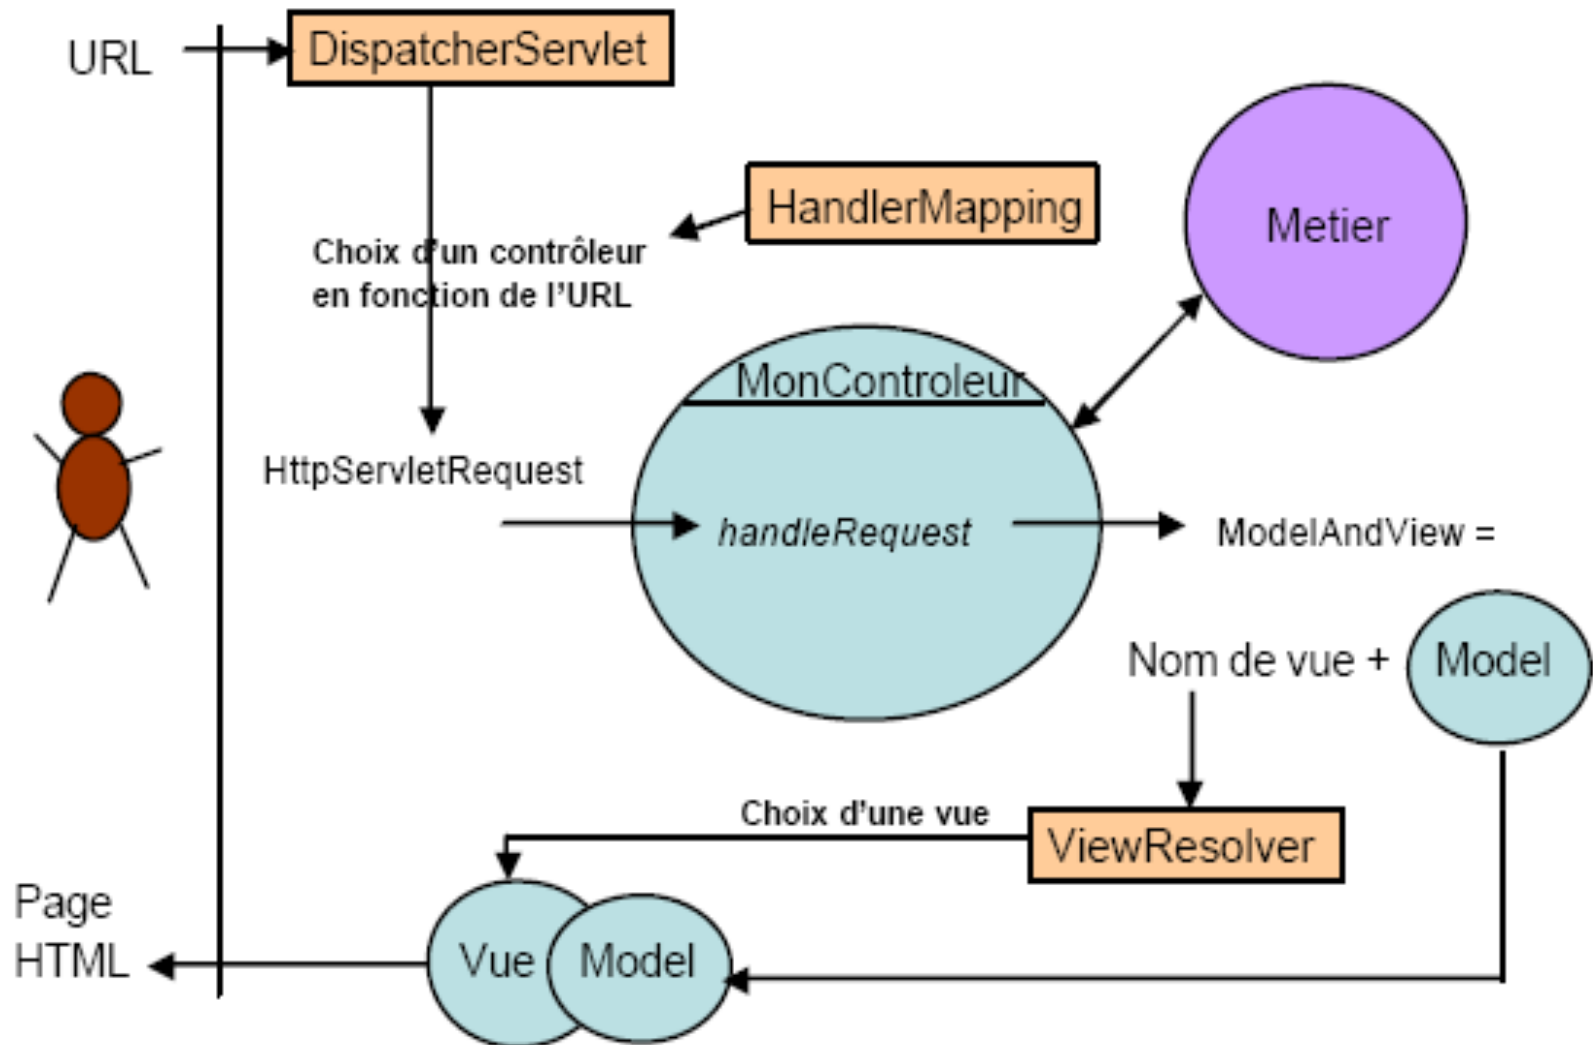 URL
DispatcherServlet
HandlerMapping
Metier
Choix d'un contrôleur
en fonction de l'URL
MonControleur
HttpServletRequest
handleRequest
ModelAndView =
Nom de vue +
Model
Choix d'une vue
ViewResolver
Page
HTML
Vue
Model